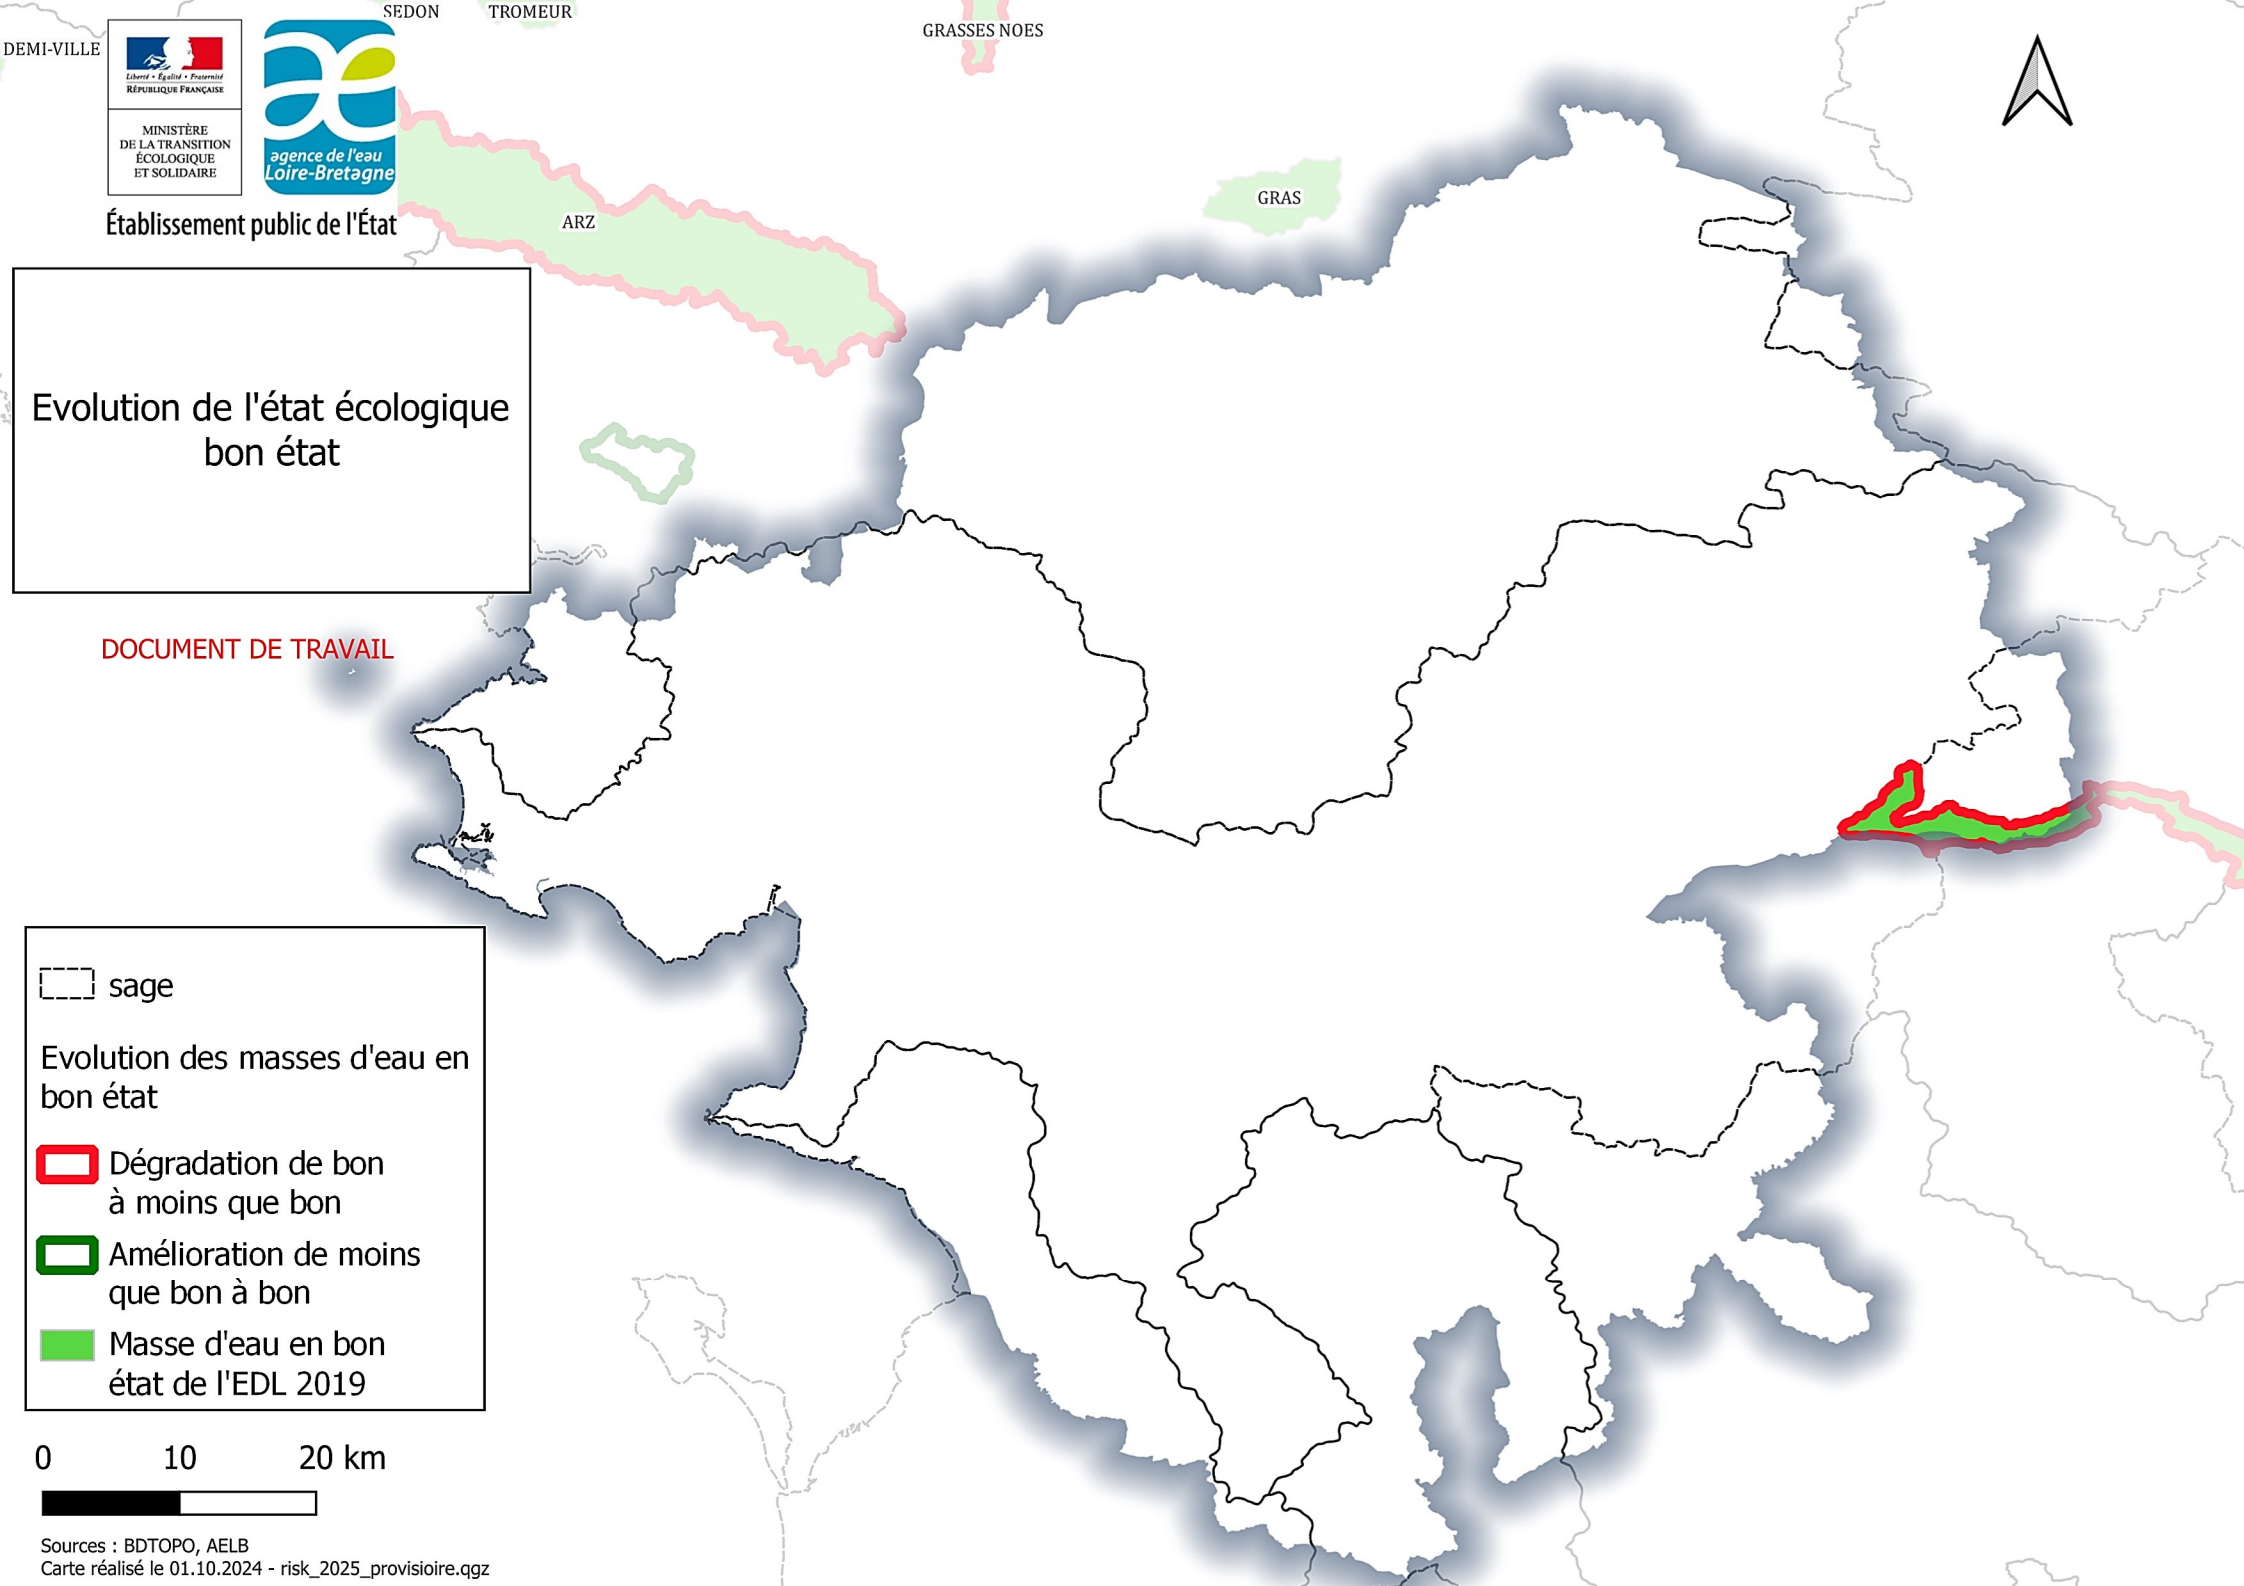 SEDON
TROMEUR
DEMI-VILLE
GRASSES NOES
Liberté • Égalité • Fraternité
RÉPUBLIQUE FRANÇAISE
MINISTÈRE
DE LA TRANSITION
ÉCOLOGIQUE
ET SOLIDAIRE
æ
agence de l'eau
Loire-Bretagne
Établissement public de l'État
ARZ
GRAS
Evolution de l'état écologique
bon état
DOCUMENT DE TRAVAIL
sage
Evolution des masses d'eau en
bon état
Dégradation de bon
à moins que bon
Amélioration de moins
que bon à bon
Masse d'eau en bon
état de l'EDL 2019
0 10 20 km
Sources : BDTOPO, AELB
Carte réalisé le 01.10.2024 - risk_2025_provisioire.qgz